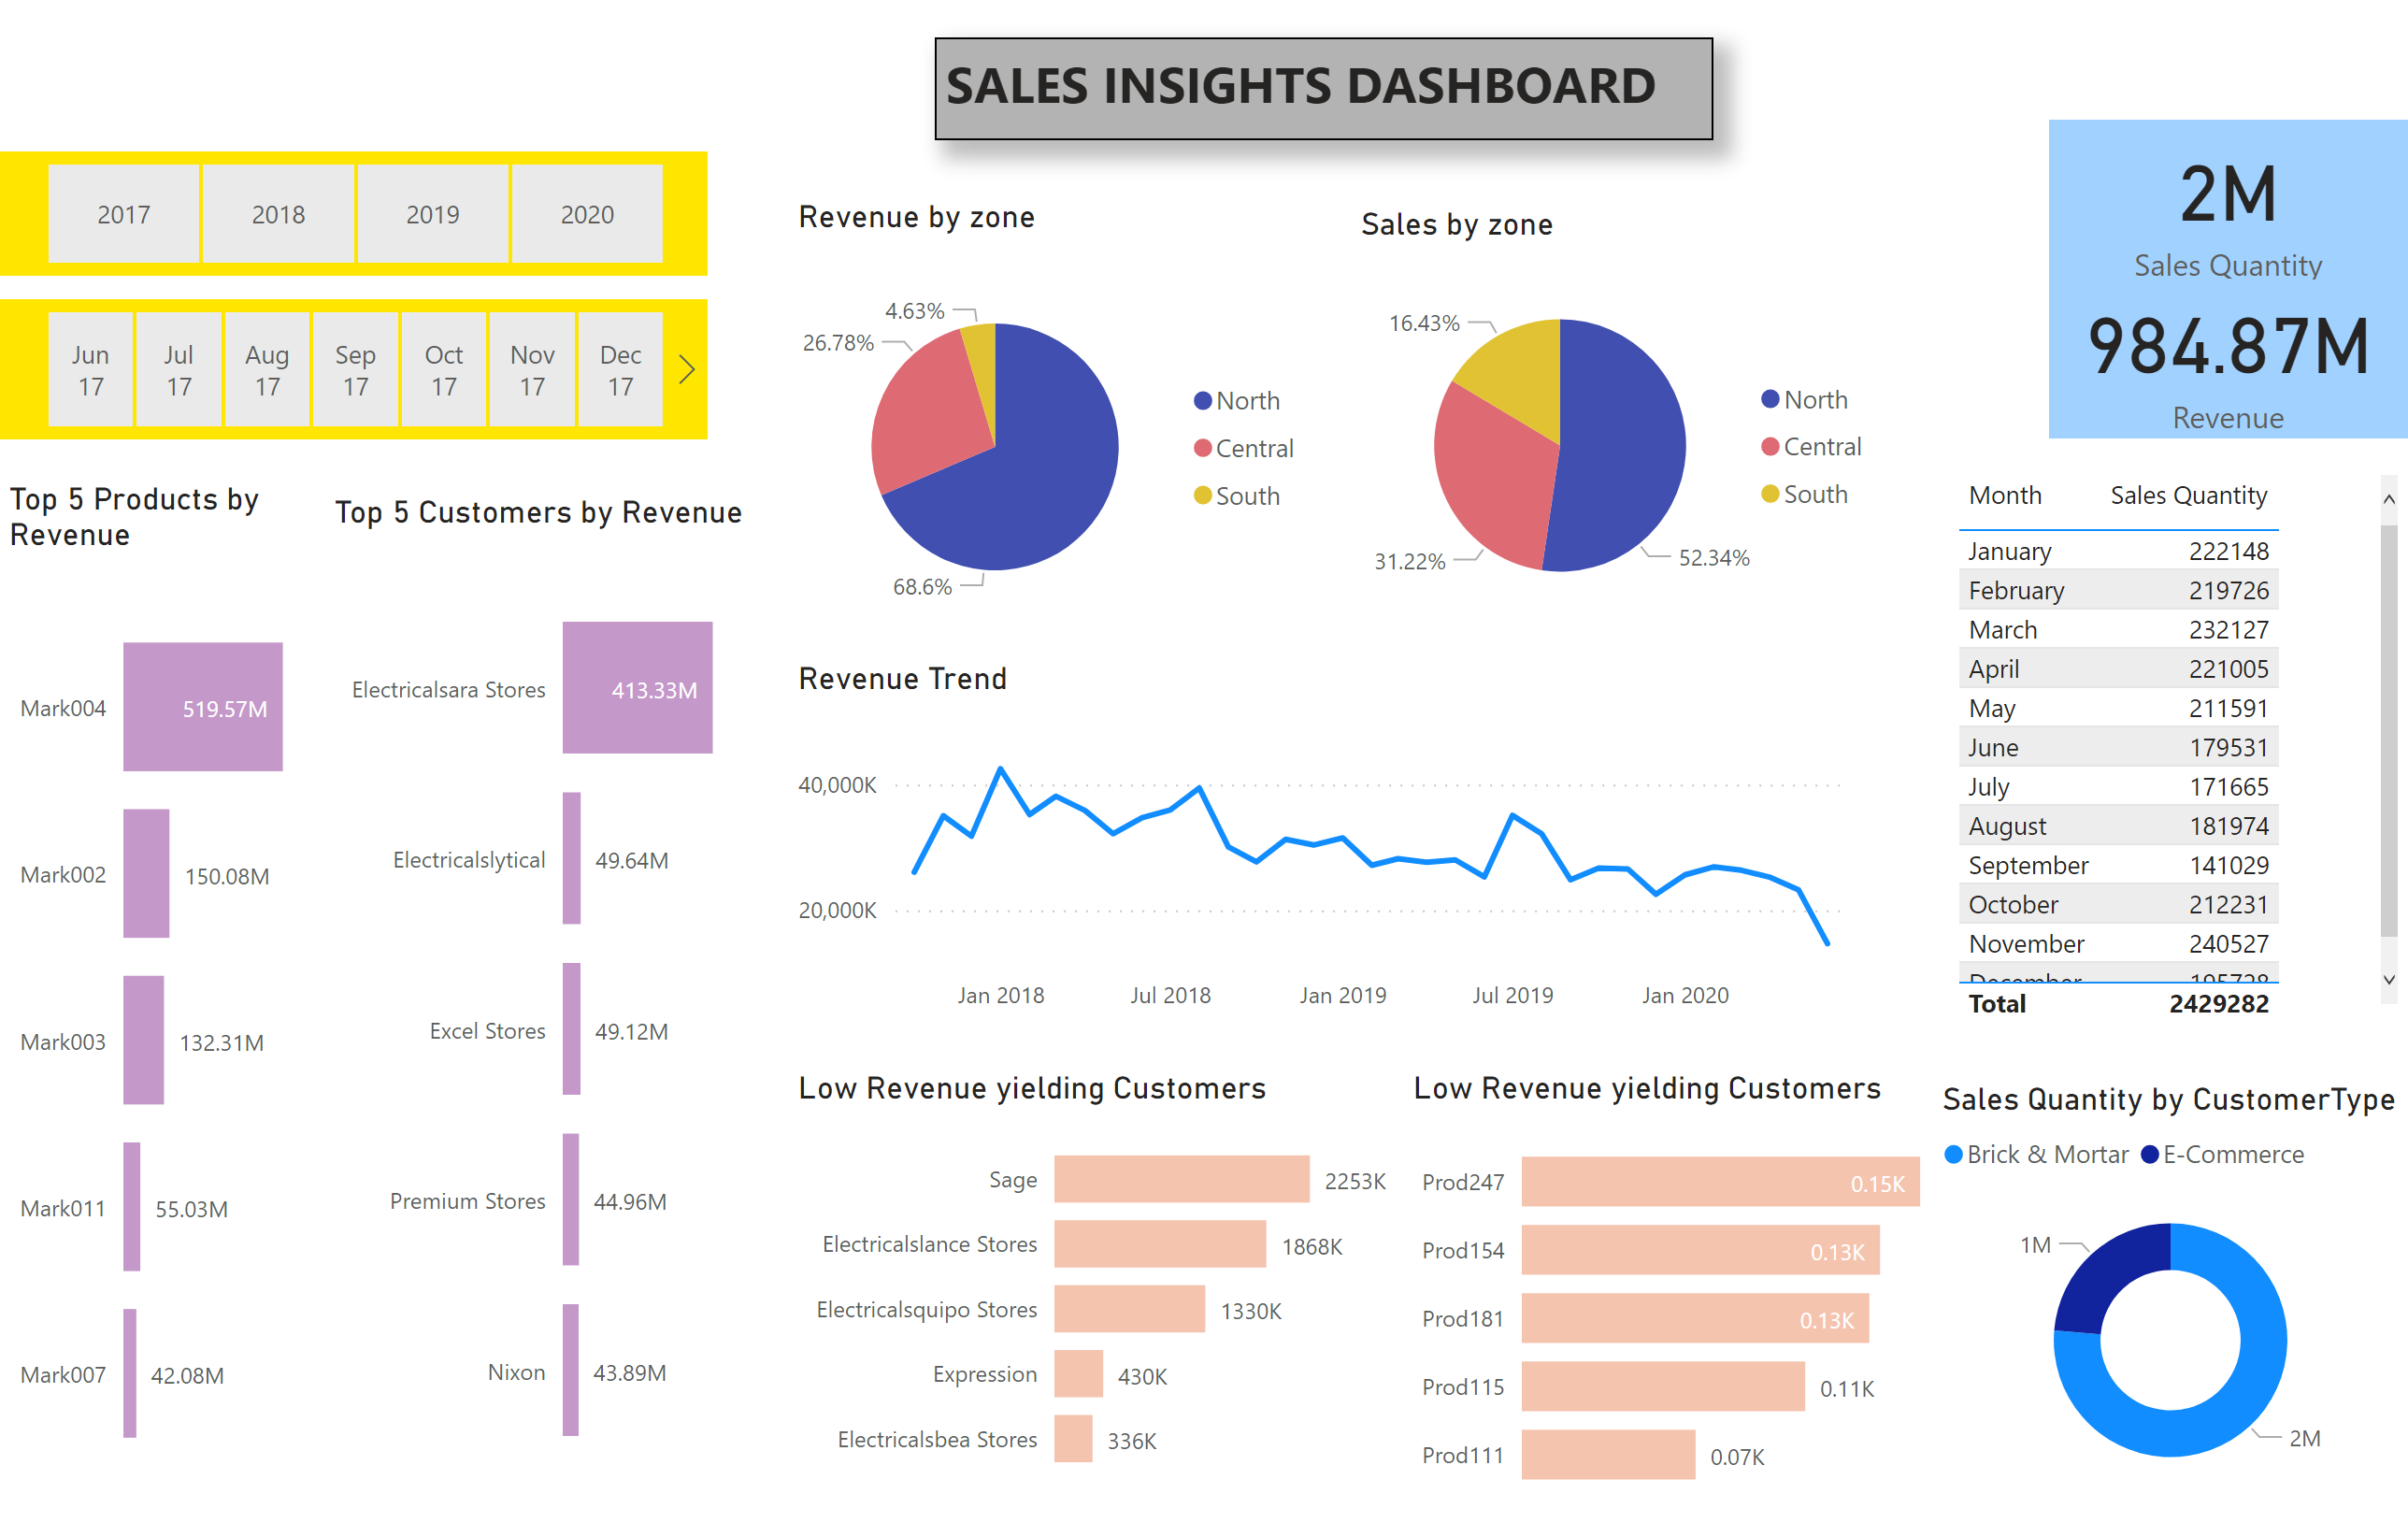 SALES INSIGHTS DASHBOARD
2017 2018 2019 2020
Jun 17 Jul 17 Aug 17 Sep 17 Oct 17 Nov 17 Dec 17
2M
Sales Quantity
984.87M
Revenue
Revenue by zone
4.63%
26.78%
68.6%
North
Central
South
Sales by zone
16.43%
31.22%
52.34%
North
Central
South
Top 5 Products by
Revenue
Mark004 519.57M
Mark002 150.08M
Mark003 132.31M
Mark011 55.03M
Mark007 42.08M
Top 5 Customers by Revenue
Electricalsara Stores 413.33M
Electricalslytical 49.64M
Excel Stores 49.12M
Premium Stores 44.96M
Nixon 43.89M
Revenue Trend
40,000K
20,000K
Jan 2018 Jul 2018 Jan 2019 Jul 2019 Jan 2020
Month Sales Quantity
January 222148
February 219726
March 232127
April 221005
May 211591
June 179531
July 171665
August 181974
September 141029
October 212231
November 240527
December 195728
Total 2429282
Low Revenue yielding Customers
Sage 2253K
Electricalslance Stores 1868K
Electricalsquipo Stores 1330K
Expression 430K
Electricalsbea Stores 336K
Low Revenue yielding Customers
Prod247 0.15K
Prod154 0.13K
Prod181 0.13K
Prod115 0.11K
Prod111 0.07K
Sales Quantity by CustomerType
Brick & Mortar E-Commerce
1M
2M